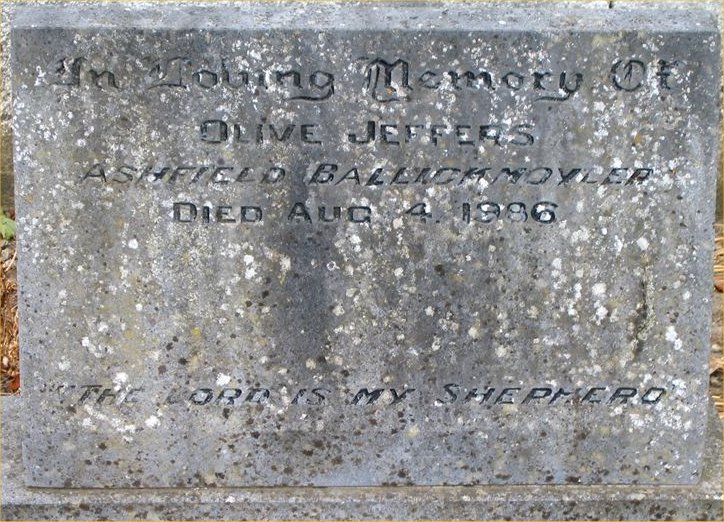 In Loving Memory Of
OLIVE JEFFERS
ASHFIELD BALLICKMOYLER
DIED AUG 4. 1986
"THE LORD IS MY SHEPHERD"